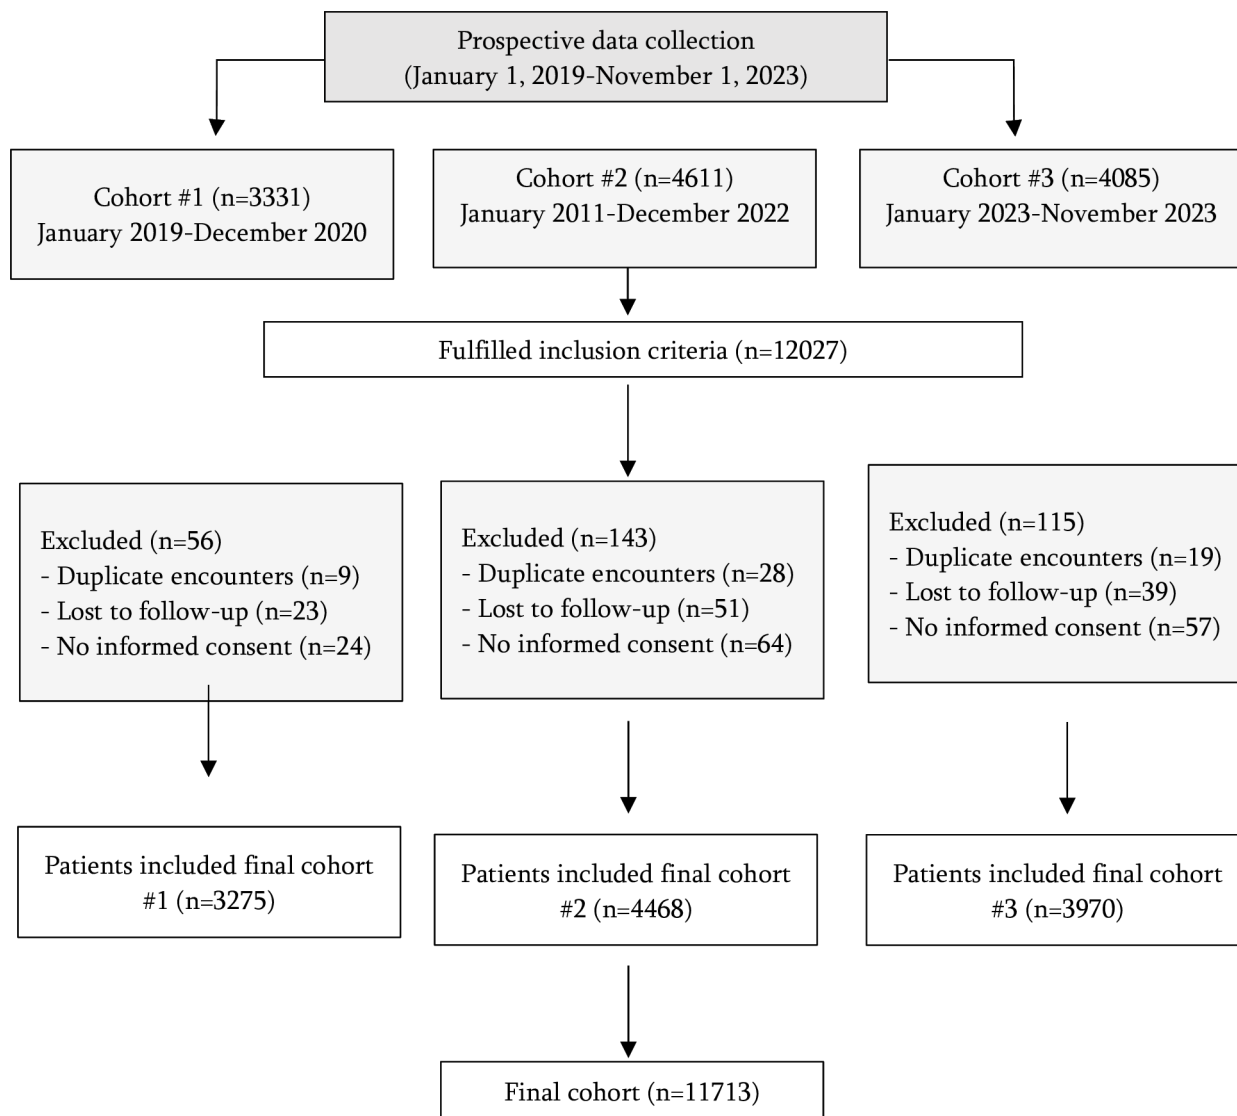 Prospective data collection
(January 1, 2019-November 1, 2023)
Cohort #1 (n=3331)
January 2019-December 2020
Cohort #2 (n=4611)
January 2011-December 2022
Cohort #3 (n=4085)
January 2023-November 2023
Fulfilled inclusion criteria (n=12027)
Excluded (n=56)
- Duplicate encounters (n=9)
- Lost to follow-up (n=23)
- No informed consent (n=24)
Excluded (n=143)
- Duplicate encounters (n=28)
- Lost to follow-up (n=51)
- No informed consent (n=64)
Excluded (n=115)
- Duplicate encounters (n=19)
- Lost to follow-up (n=39)
- No informed consent (n=57)
Patients included final cohort
#1 (n=3275)
Patients included final cohort
#2 (n=4468)
Patients included final cohort
#3 (n=3970)
Final cohort (n=11713)